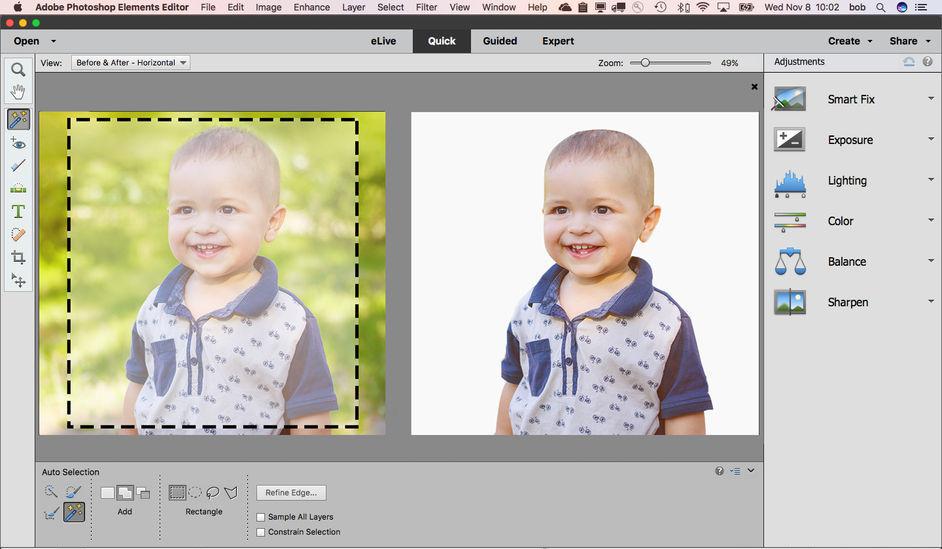 Adobe Photoshop Elements Editor File Edit Image Enhance Layer Select Filter View Window Help Wed Nov 8 10:02 bob
Open eLive Quick Guided Expert Create Share
View: Before & After - Horizontal Zoom: 49% Adjustments
Smart Fix
Exposure
Lighting
Color
Balance
Sharpen
Auto Selection
Add Rectangle
Refine Edge...
Sample All Layers
Constrain Selection